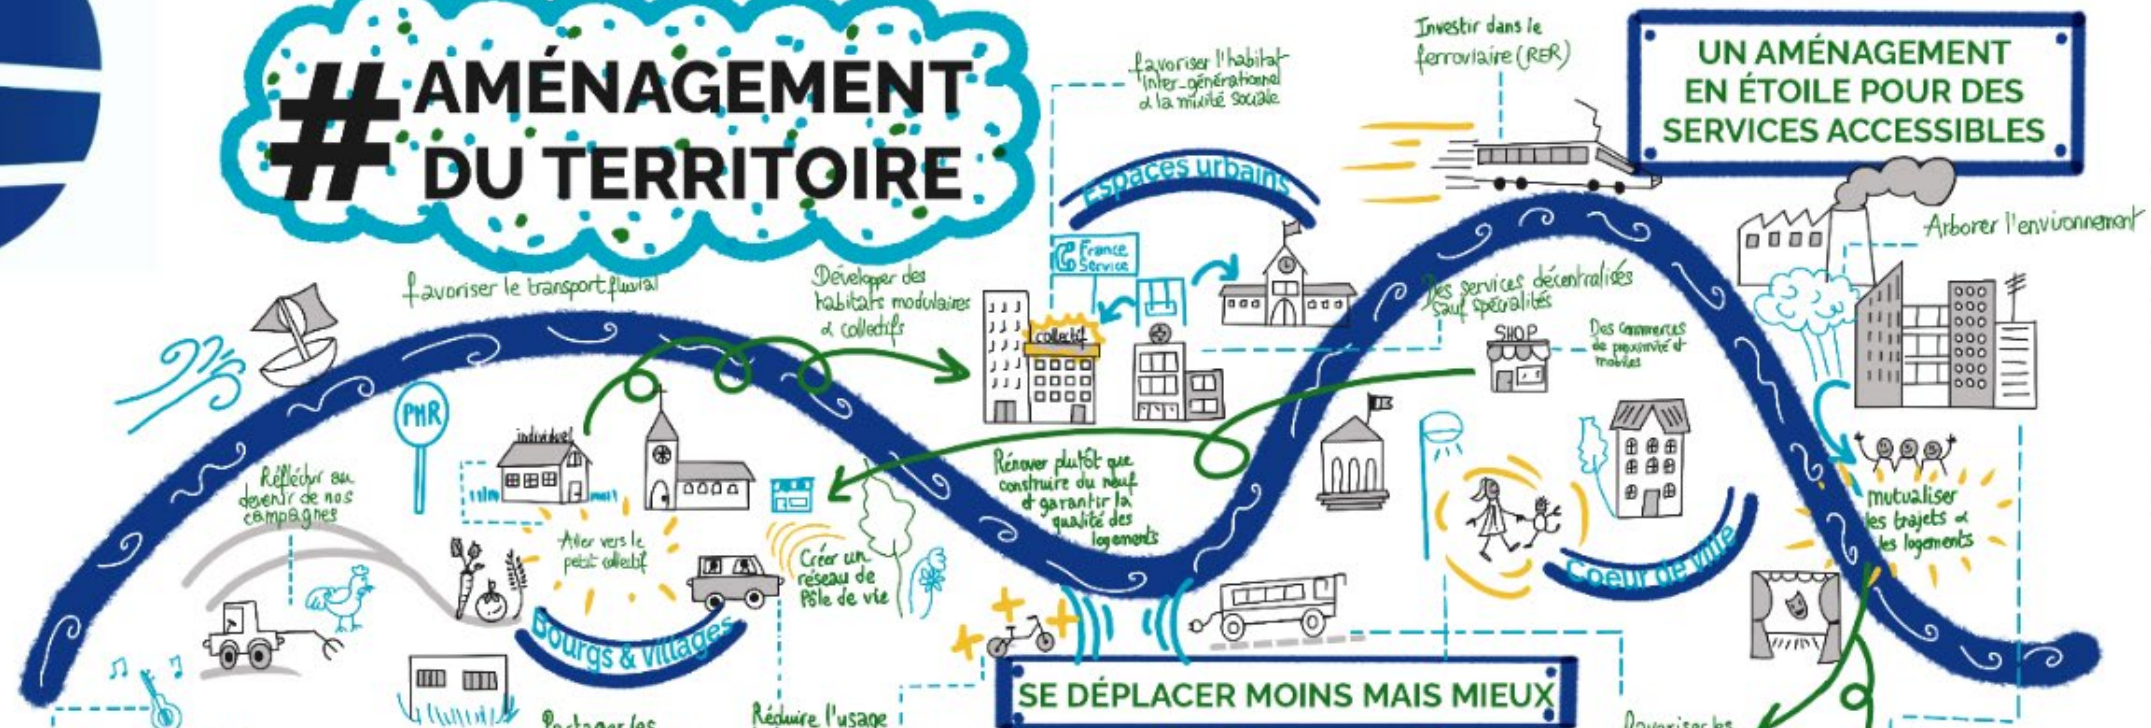 # AMÉNAGEMENT
DU TERRITOIRE
favoriser l'habitat
inter-générationnel
& la mixité sociale
Investir dans le
ferroviaire (RER)
UN AMÉNAGEMENT
EN ÉTOILE POUR DES
SERVICES ACCESSIBLES
Espaces urbains
France
Service
Arborer l'environnement
favoriser le transport fluvial
Développer des
habitats modulaires
& collectifs
collectif
Des services décentralisés
sauf spécialités
SHOP
Des commerces
de proximité et
mobiles
PMR
individuel
Réfléchir au
devenir de nos
campagnes
Aller vers le
petit collectif
Créer un
réseau de
Pôle de vie
Rénover plutôt que
construire du neuf
et garantir la
qualité des
logements
mutualiser
les trajets &
les logements
Coeur de ville
Bourgs & villages
SE DÉPLACER MOINS MAIS MIEUX
Partager les
Réduire l'usage
Favoriser les